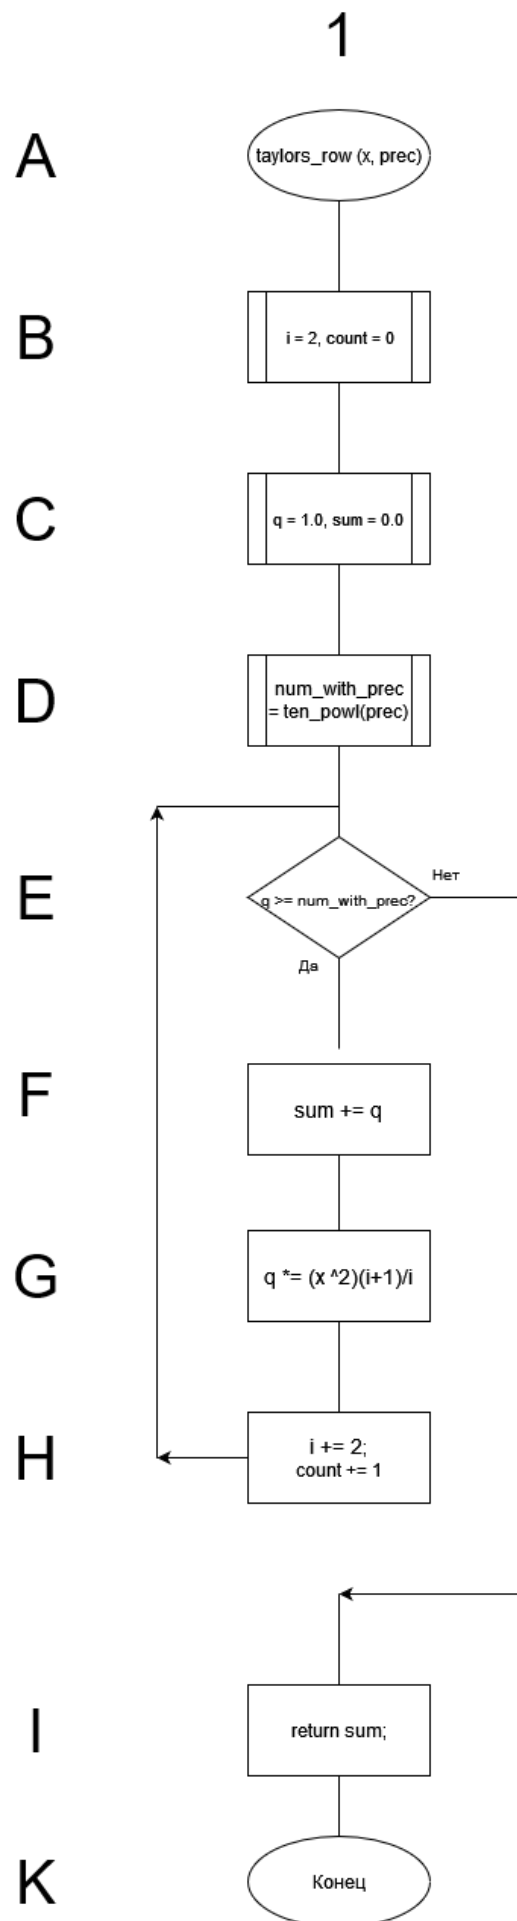 1
A
taylors_row (x, prec)
B
i = 2, count = 0
C
q = 1.0, sum = 0.0
D
num_with_prec
= ten_powl(prec)
E
q >= num_with_prec?
Нет
Да
F
sum += q
G
q *= (x ^2)(i+1)/i
H
i += 2;
count += 1
I
return sum;
K
Конец